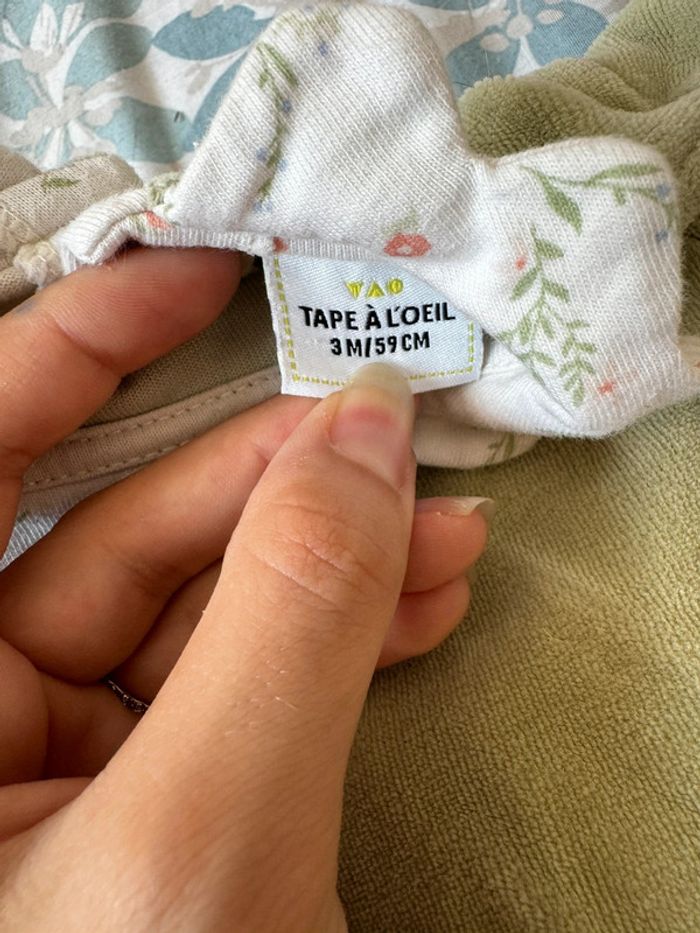 TAO
TAPE À L'OEIL
3M/59CM